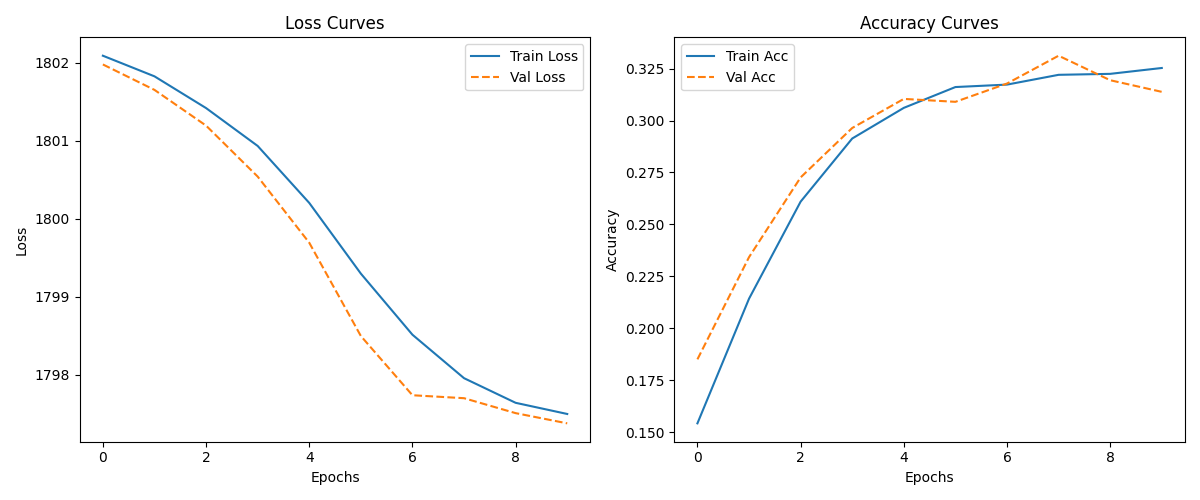 Loss Curves
Train Loss
Val Loss
1802
1801
1800
1799
1798
Loss
0 2 4 6 8
Epochs
Accuracy Curves
Train Acc
Val Acc
0.325
0.300
0.275
0.250
0.225
0.200
0.175
0.150
Accuracy
0 2 4 6 8
Epochs